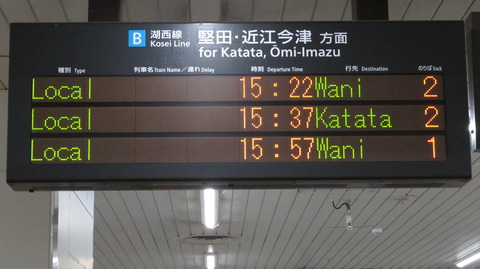 B 湖西線 堅田・近江今津 方面
Kosei Line for Katata, Ōmi-Imazu
種別 Type 列車名 Train Name / 遅れ Delay 時刻 Departure Time 行先 Destination のりば Track
Local 15:22 Wani 2
Local 15:37 Katata 2
Local 15:57 Wani 1